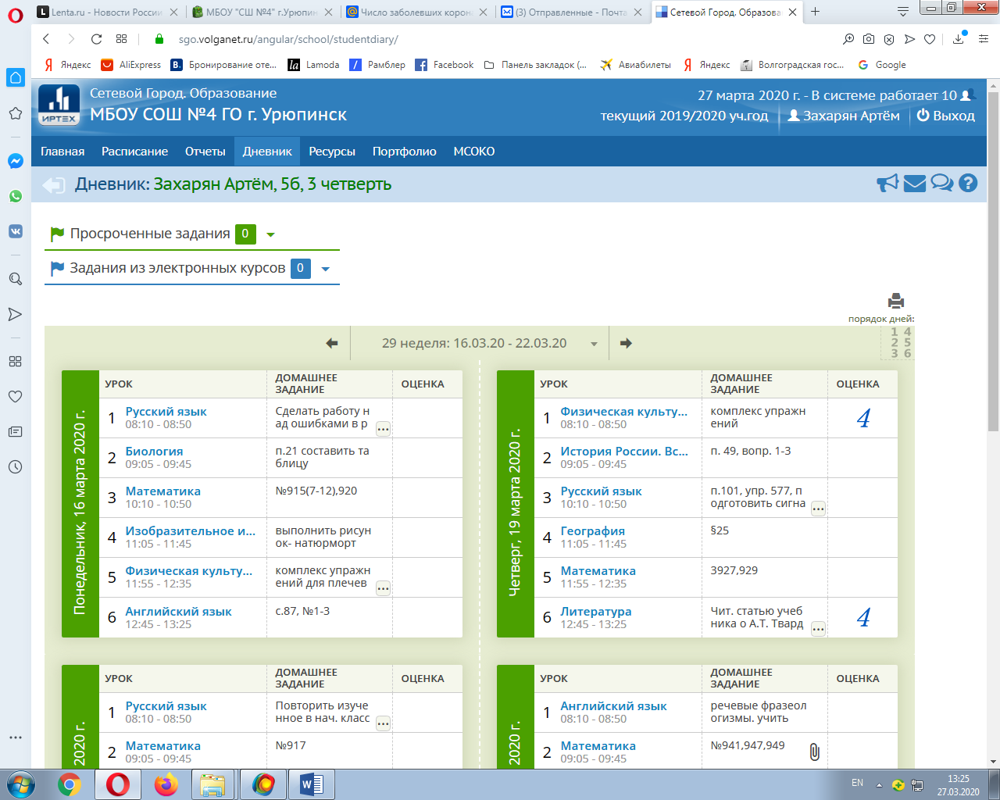 Lenta.ru - Новости России
МБОУ "СШ №4" г.Урюпин
Число заболевших корон
(3) Отправленные - Почта
Сетевой Город. Образова
sgo.volganet.ru/angular/school/studentdiary/
Яндекс
AliExpress
Бронирование оте...
Lamoda
Рамблер
Facebook
Панель закладок (...
Авиабилеты
Яндекс
Волгоградская гос...
Google
ИРТЕХ
Сетевой Город. Образование
МБОУ СОШ №4 ГО г. Урюпинск
27 марта 2020 г. - В системе работает 10
текущий 2019/2020 уч.год
Захарян Артём
Выход
Главная
Расписание
Отчеты
Дневник
Ресурсы
Портфолио
МСОКО
Дневник: Захарян Артём, 5б, 3 четверть
Просроченные задания 0
Задания из электронных курсов 0
порядок дней:
1 4
2 5
3 6
29 неделя: 16.03.20 - 22.03.20
Понедельник, 16 марта 2020 г.
УРОК
ДОМАШНЕЕ
ЗАДАНИЕ
ОЦЕНКА
1
Русский язык
08:10 - 08:50
Сделать работу н
ад ошибками в р
...
2
Биология
09:05 - 09:45
п.21 составить та
блицу
3
Математика
10:10 - 10:50
№915(7-12),920
4
Изобразительное и...
11:05 - 11:45
выполнить рисун
ок- натюрморт
5
Физическая культу...
11:55 - 12:35
комплекс упражн
ений для плечев
...
6
Английский язык
12:45 - 13:25
с.87, №1-3
Четверг, 19 марта 2020 г.
УРОК
ДОМАШНЕЕ
ЗАДАНИЕ
ОЦЕНКА
1
Физическая культу...
08:10 - 08:50
комплекс упражн
ений
4
2
История России. Вс...
09:05 - 09:45
п. 49, вопр. 1-3
3
Русский язык
10:10 - 10:50
п.101, упр. 577, п
одготовить сигна
...
4
География
11:05 - 11:45
§25
5
Математика
11:55 - 12:35
3927,929
6
Литература
12:45 - 13:25
Чит. статью учеб
ника о А.Т. Твард
...
4
2020 г.
УРОК
ДОМАШНЕЕ
ЗАДАНИЕ
ОЦЕНКА
1
Русский язык
08:10 - 08:50
Повторить изуче
нное в нач. класс
...
2
Математика
09:05 - 09:45
№917
2020 г.
УРОК
ДОМАШНЕЕ
ЗАДАНИЕ
ОЦЕНКА
1
Английский язык
08:10 - 08:50
речевые фразеол
огизмы. учить
2
Математика
09:05 - 09:45
№941,947,949
EN
13:25
27.03.2020